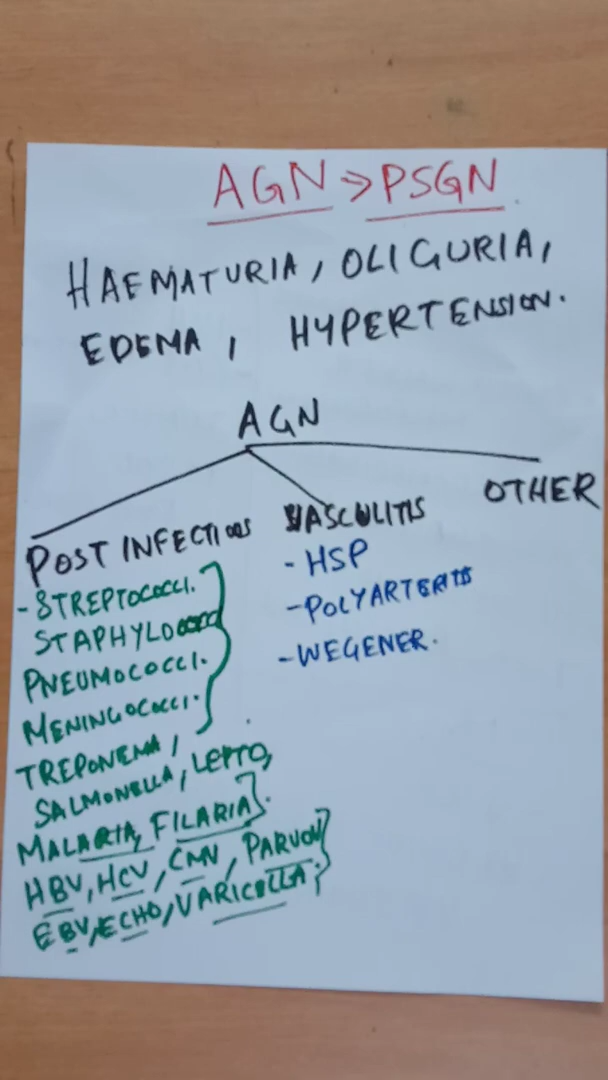 AGN → PSGN
HAEMATURIA, OLIGURIA,
EDEMA, HYPERTENSION.
AGN
POST INFECTIOUS
- STREPTOCOCCI.
STAPHYLOCOCCI
PNEUMOCOCCI.
MENINGOCOCCI.
TREPONEMA,
SALMONELLA, LEPTO,
MALARIA, FILARIA.
HBV, HCV, CMV, PARVOV
EBV, ECHO, VARICELLA.
VASCULITIS
- HSP
- POLYARTERITIS
- WEGENER.
OTHER